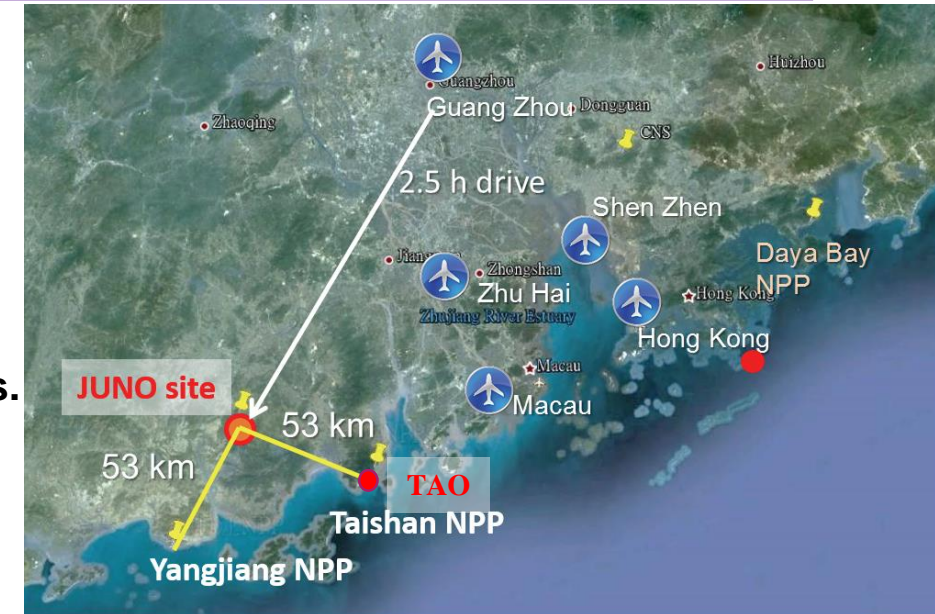 Huizhou
Guangzhou
Guang Zhou
Dongguan
CNS
Zhaoqing
2.5 h drive
Shen Zhen
Daya Bay
NPP
Zhongshan
Zhu Hai
Zhujiang River Estuary
Hong Kong
Hong Kong
Macau
Macau
s.
JUNO site
53 km
53 km
TAO
Taishan NPP
Yangjiang NPP